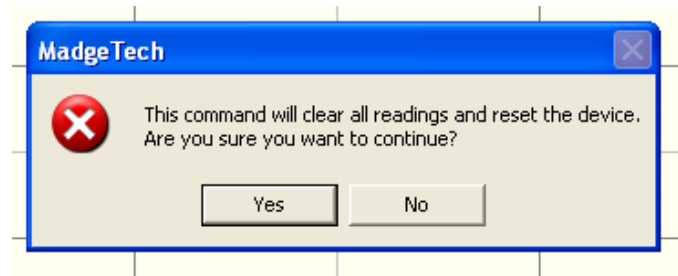 MadgeTech
This command will clear all readings and reset the device.
Are you sure you want to continue?
Yes
No